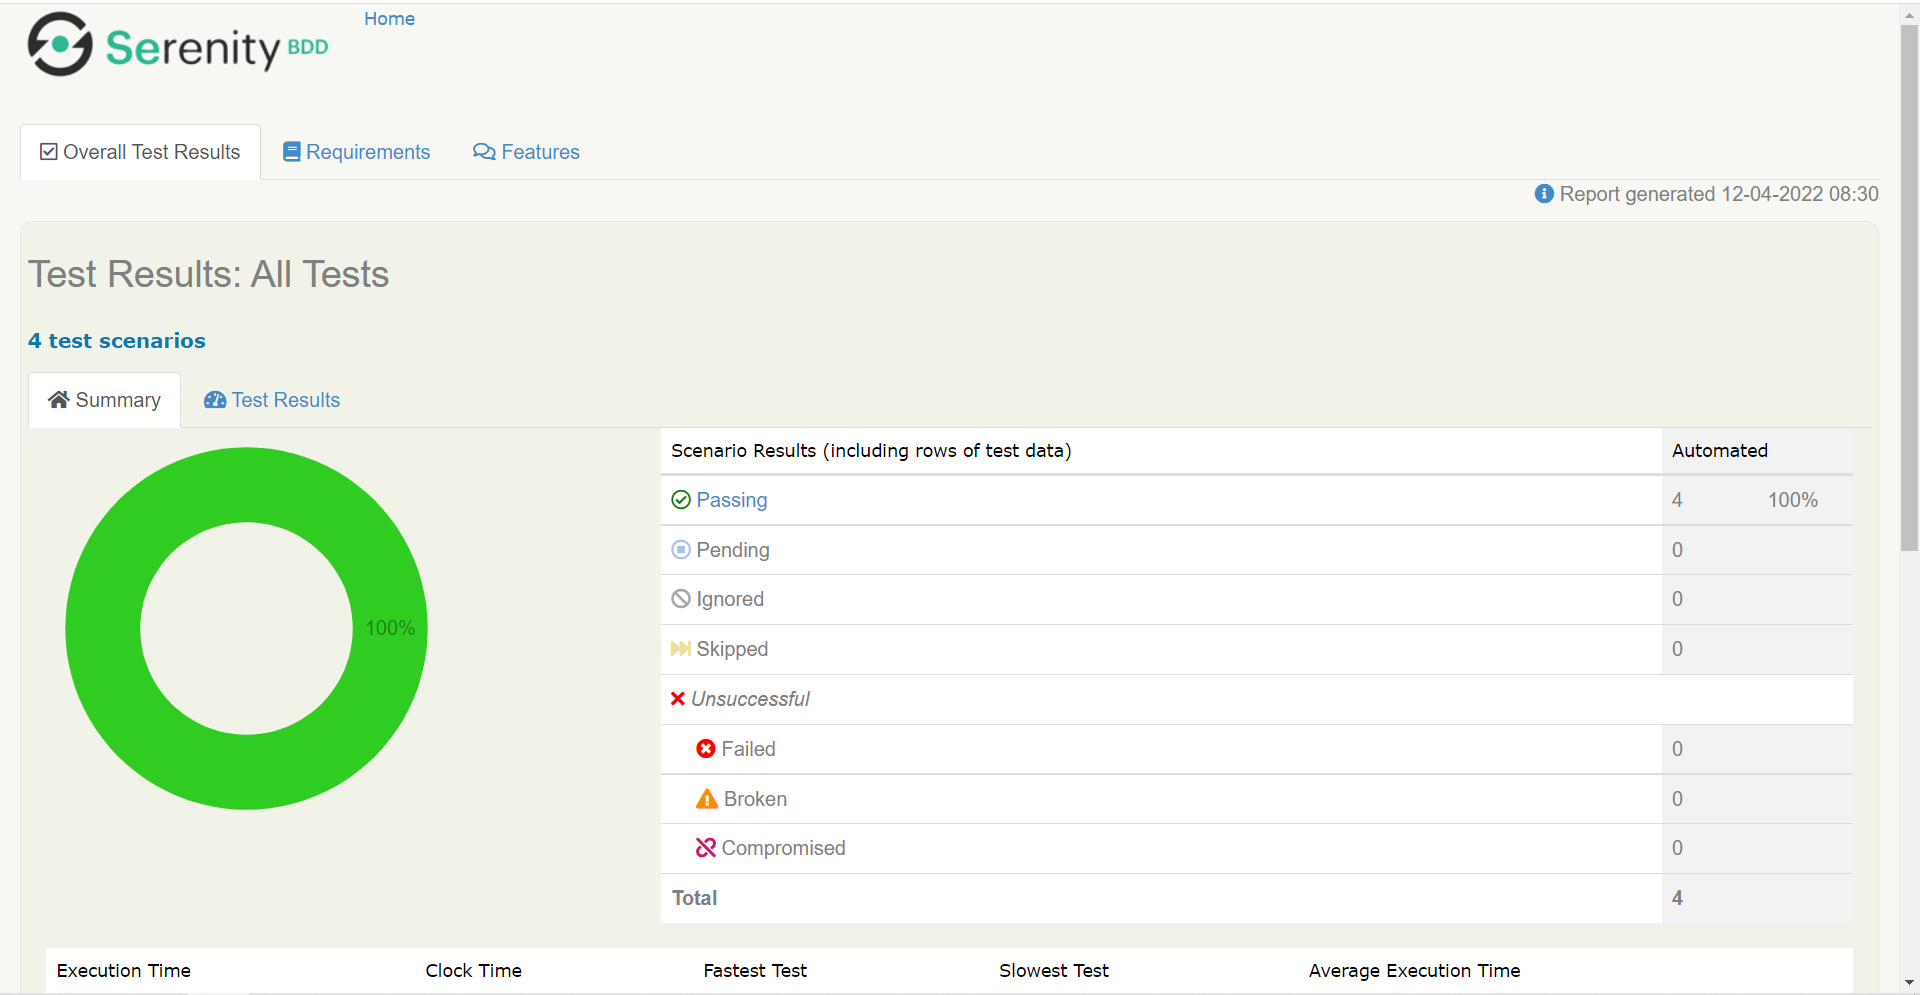 Serenity BDD
Home
Overall Test Results
Requirements
Features
Report generated 12-04-2022 08:30
Test Results: All Tests
4 test scenarios
Summary
Test Results
100%
Scenario Results (including rows of test data) Automated
Passing 4 100%
Pending 0
Ignored 0
Skipped 0
Unsuccessful
Failed 0
Broken 0
Compromised 0
Total 4
Execution Time Clock Time Fastest Test Slowest Test Average Execution Time